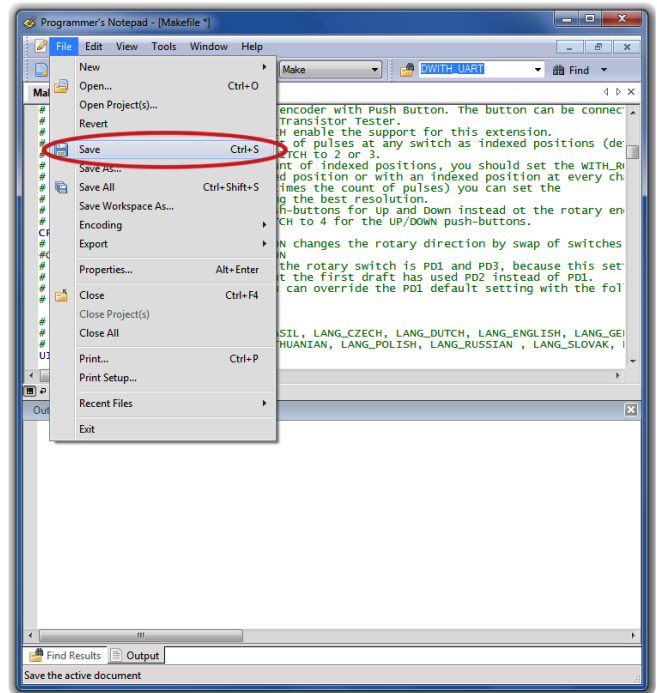 Programmer's Notepad - [Makefile *]
File Edit View Tools Window Help
Make DWITH_UART Find
New
Open... Ctrl+O
Open Project(s)...
Revert
Save Ctrl+S
Save As...
Save All Ctrl+Shift+S
Save Workspace As...
Encoding
Export
Properties... Alt+Enter
Close Ctrl+F4
Close Project(s)
Close All
Print... Ctrl+P
Print Setup...
Recent Files
Exit
encoder with Push Button. The button can be connec
Transistor Tester.
enable the support for this extension.
of pulses at any switch as indexed positions (de
TCH to 2 or 3.
nt of indexed positions, you should set the WITH_R
d position or with an indexed position at every ch
times the count of pulses) you can set the
g the best resolution.
h-buttons for Up and Down instead ot the rotary en
CH to 4 for the UP/DOWN push-buttons.
N changes the rotary direction by swap of switches
ON
the rotary switch is PD1 and PD3, because this set
t the first draft has used PD2 instead of PD1.
can override the PD1 default setting with the fol
ASIL, LANG_CZECH, LANG_DUTCH, LANG_ENGLISH, LANG_GE
HUANIAN, LANG_POLISH, LANG_RUSSIAN , LANG_SLOVAK,
UI
Out
Find Results Output
Save the active document